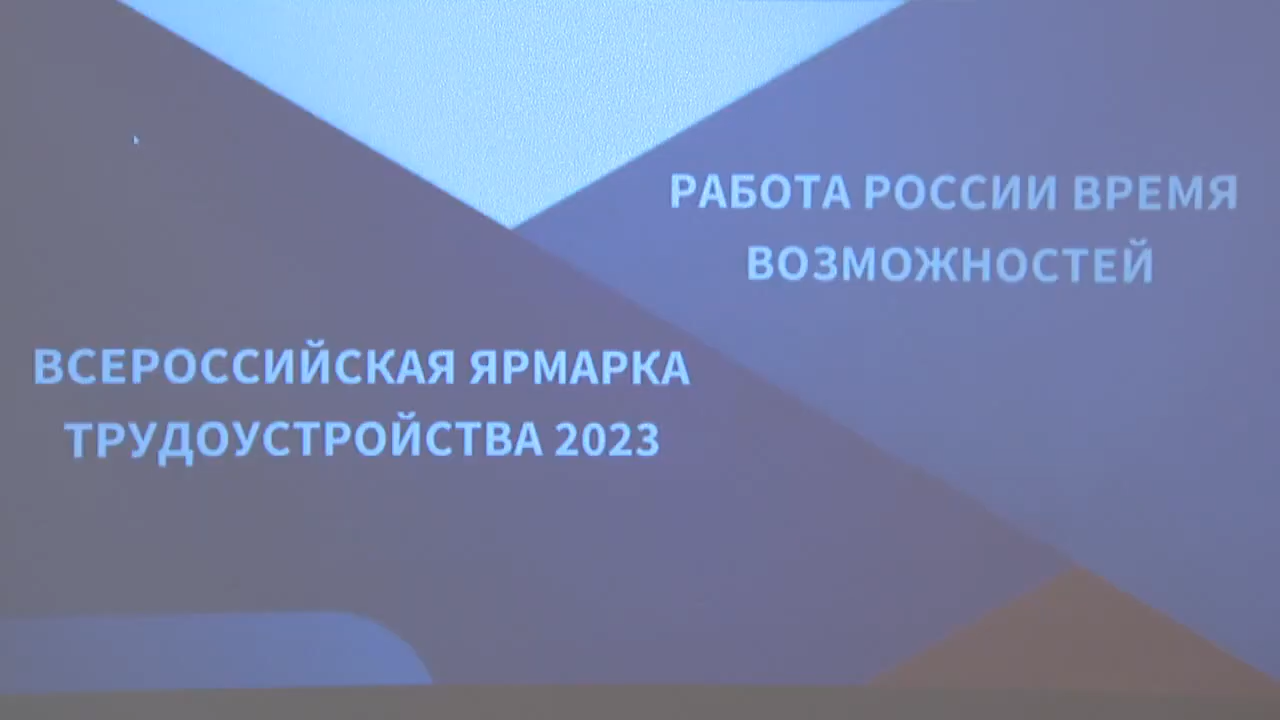 РАБОТА РОССИИ ВРЕМЯ
ВОЗМОЖНОСТЕЙ
ВСЕРОССИЙСКАЯ ЯРМАРКА
ТРУДОУСТРОЙСТВА 2023